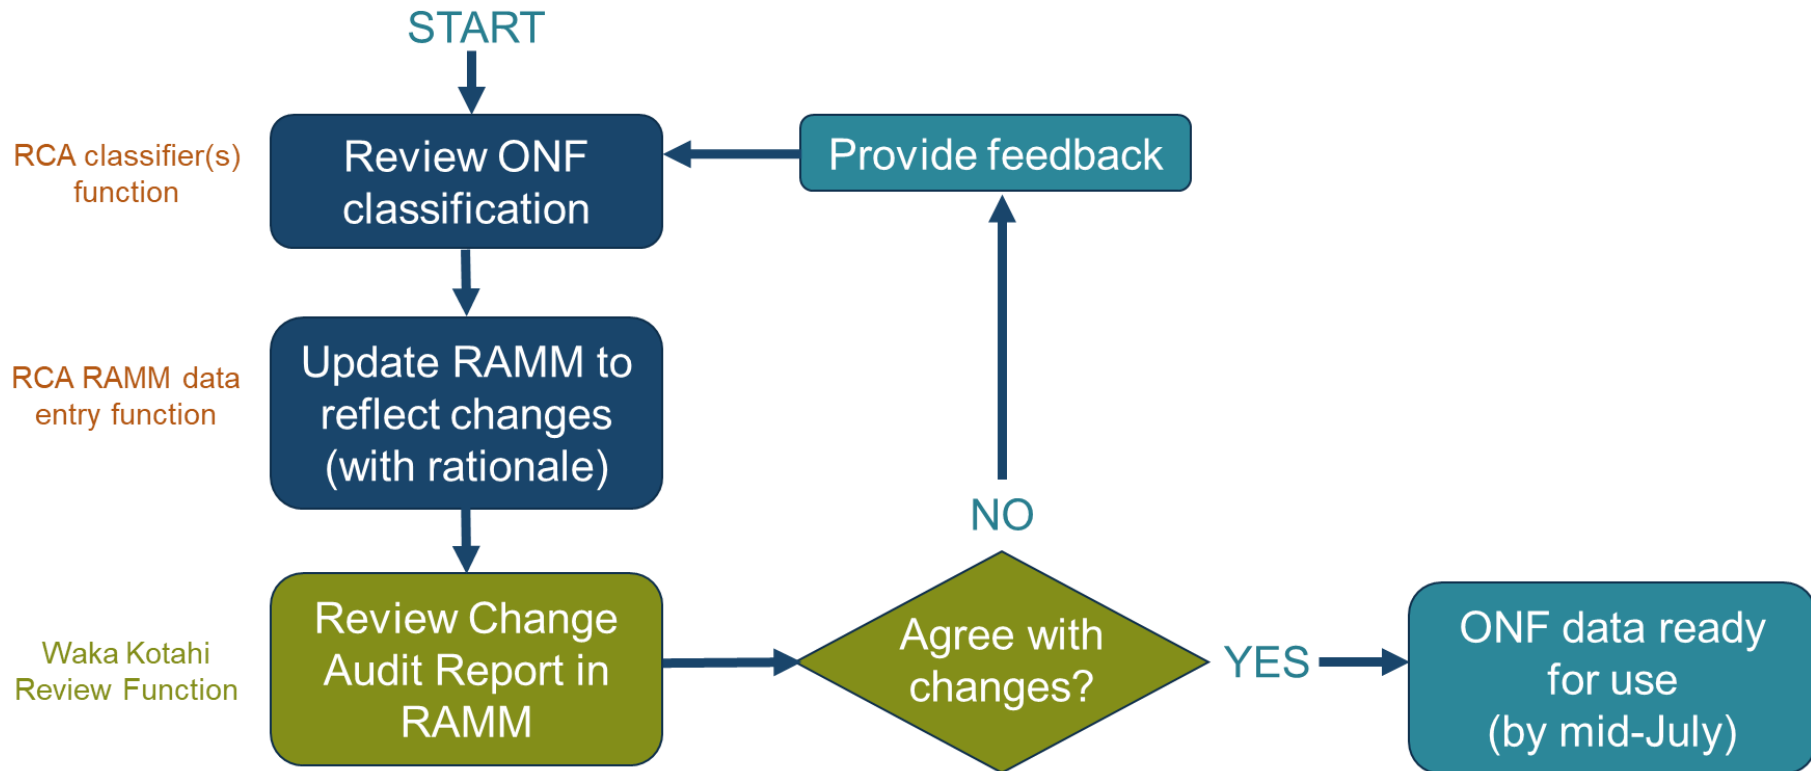 START
RCA classifier(s)
function
Review ONF
classification
Provide feedback
RCA RAMM data
entry function
Update RAMM to
reflect changes
(with rationale)
NO
Waka Kotahi
Review Function
Review Change
Audit Report in
RAMM
Agree with
changes?
YES
ONF data ready
for use
(by mid-July)